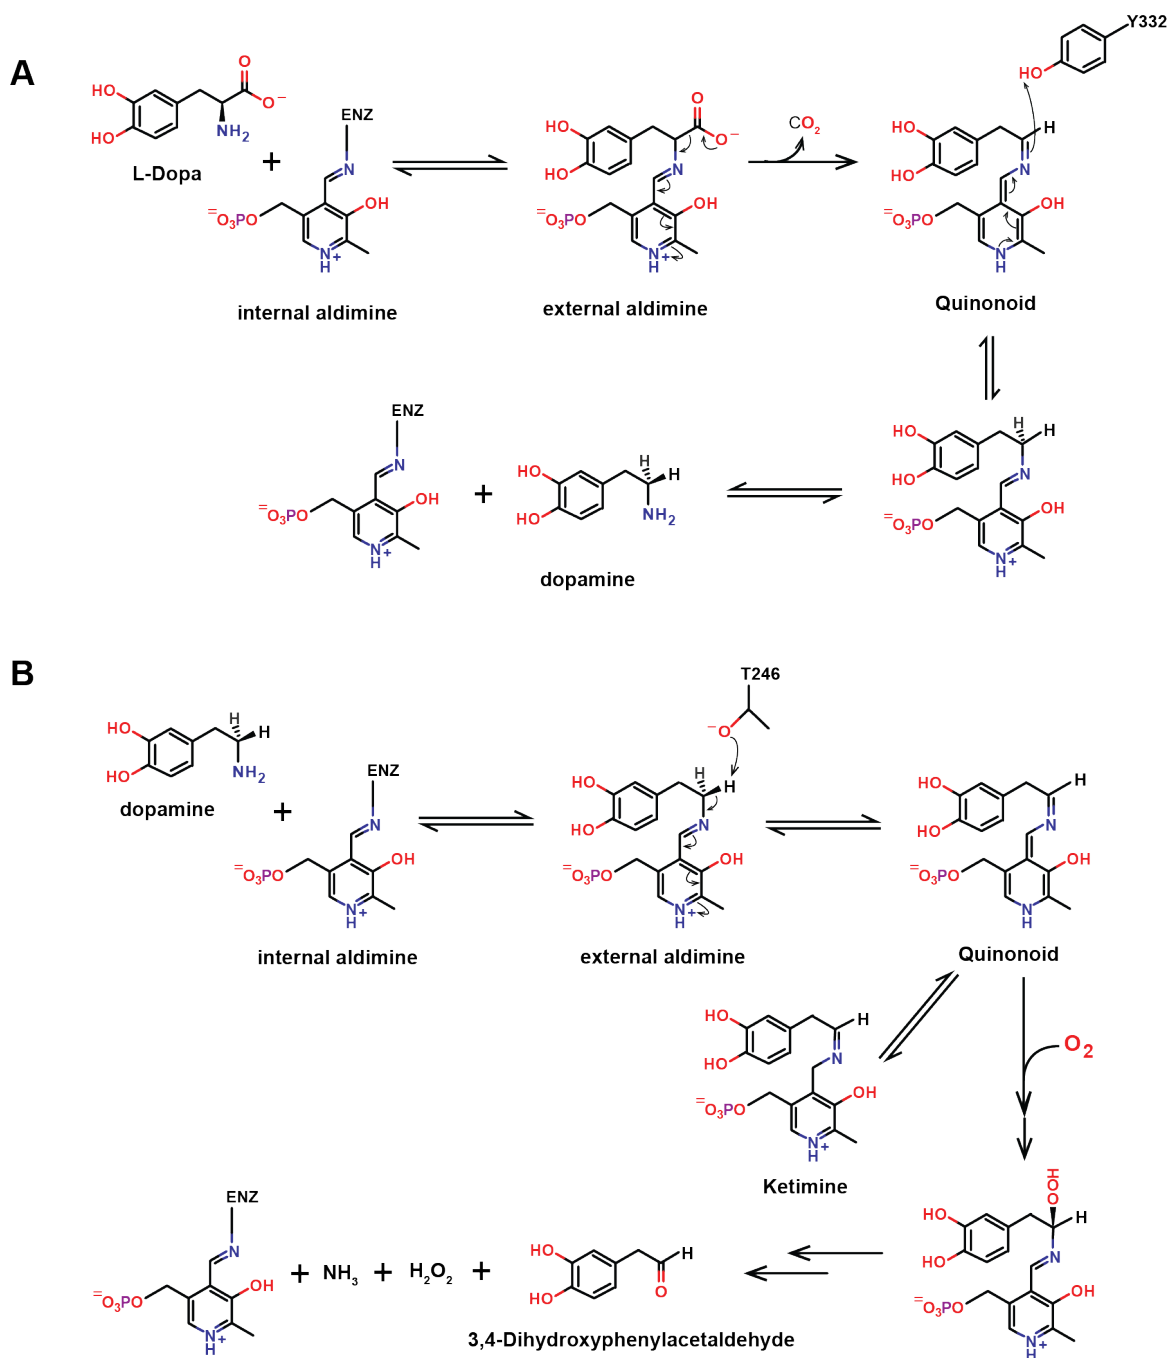 A
L-Dopa
HO
HO
O
O⁻
NH₂
+
ENZ
N
OH
⁼O₃PO
N+
H
internal aldimine
HO
HO
O
O⁻
N
OH
⁼O₃PO
N+
H
external aldimine
CO₂
Y332
HO
HO
HO
H
N
OH
⁼O₃PO
N
H
Quinonoid
ENZ
N
OH
⁼O₃PO
N+
H
+
HO
HO
H
H
NH₂
dopamine
HO
HO
H
H
N
OH
⁼O₃PO
N+
H
B
HO
HO
H
H
NH₂
dopamine
+
ENZ
N
OH
⁼O₃PO
N+
H
internal aldimine
T246
⁻O
HO
HO
H
H
N
OH
⁼O₃PO
N+
H
external aldimine
HO
HO
H
N
OH
⁼O₃PO
N
H
Quinonoid
HO
HO
H
N
OH
⁼O₃PO
N+
H
Ketimine
O₂
OOH
HO
HO
H
N
OH
⁼O₃PO
N+
H
ENZ
N
OH
⁼O₃PO
N+
H
+ NH₃ + H₂O₂ +
HO
HO
H
O
3,4-Dihydroxyphenylacetaldehyde